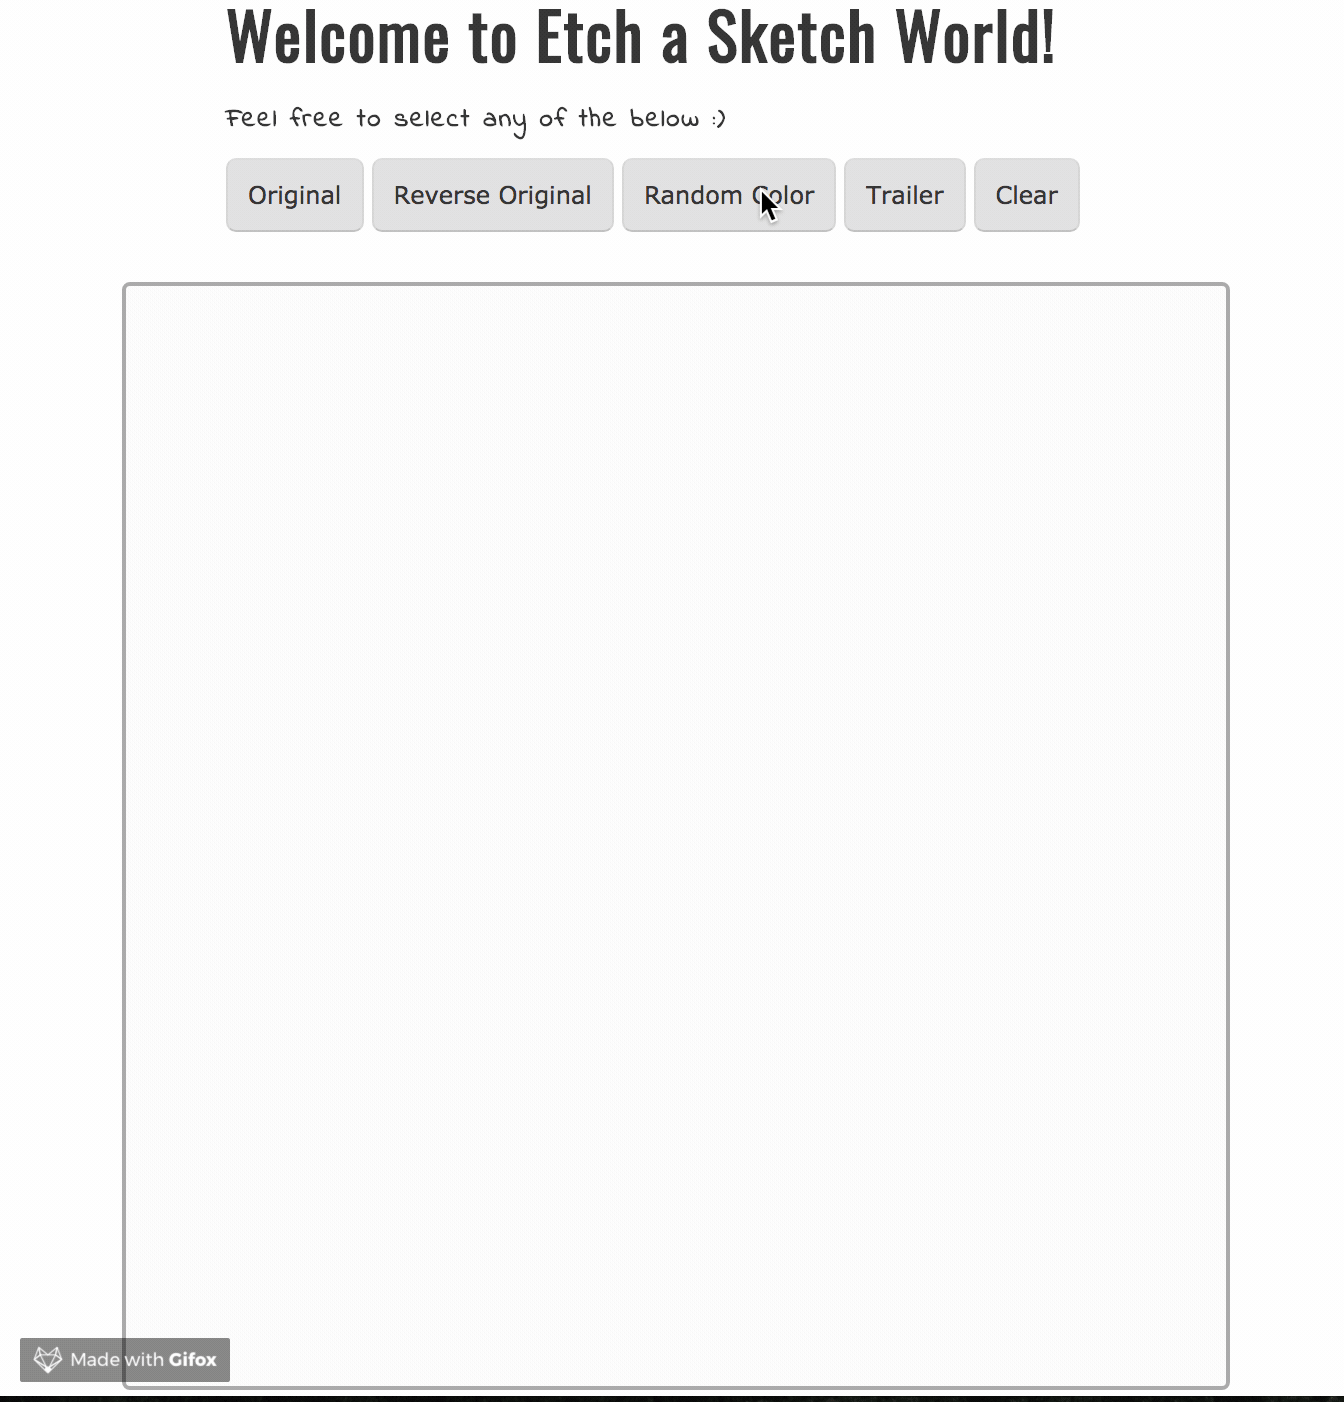 Welcome to Etch a Sketch World!
Feel free to select any of the below :)
Original Reverse Original Random Color Trailer Clear
Made with Gifox